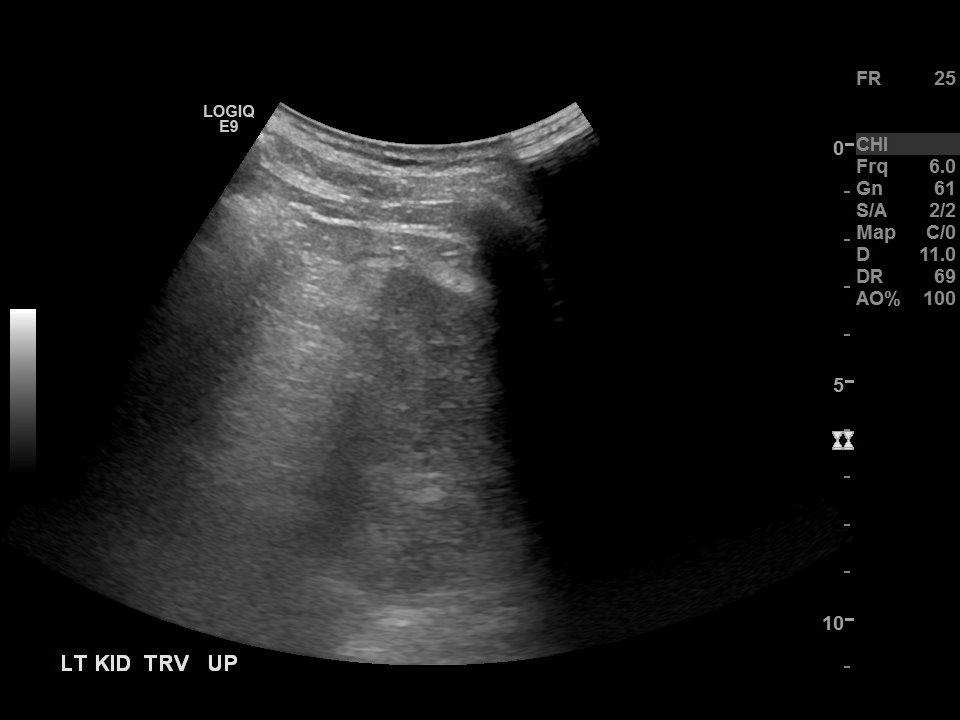 LOGIQ
E9
FR 25
CHI
Frq 6.0
Gn 61
S/A 2/2
Map C/0
D 11.0
DR 69
AO% 100
0
5
10
LT KID TRV UP